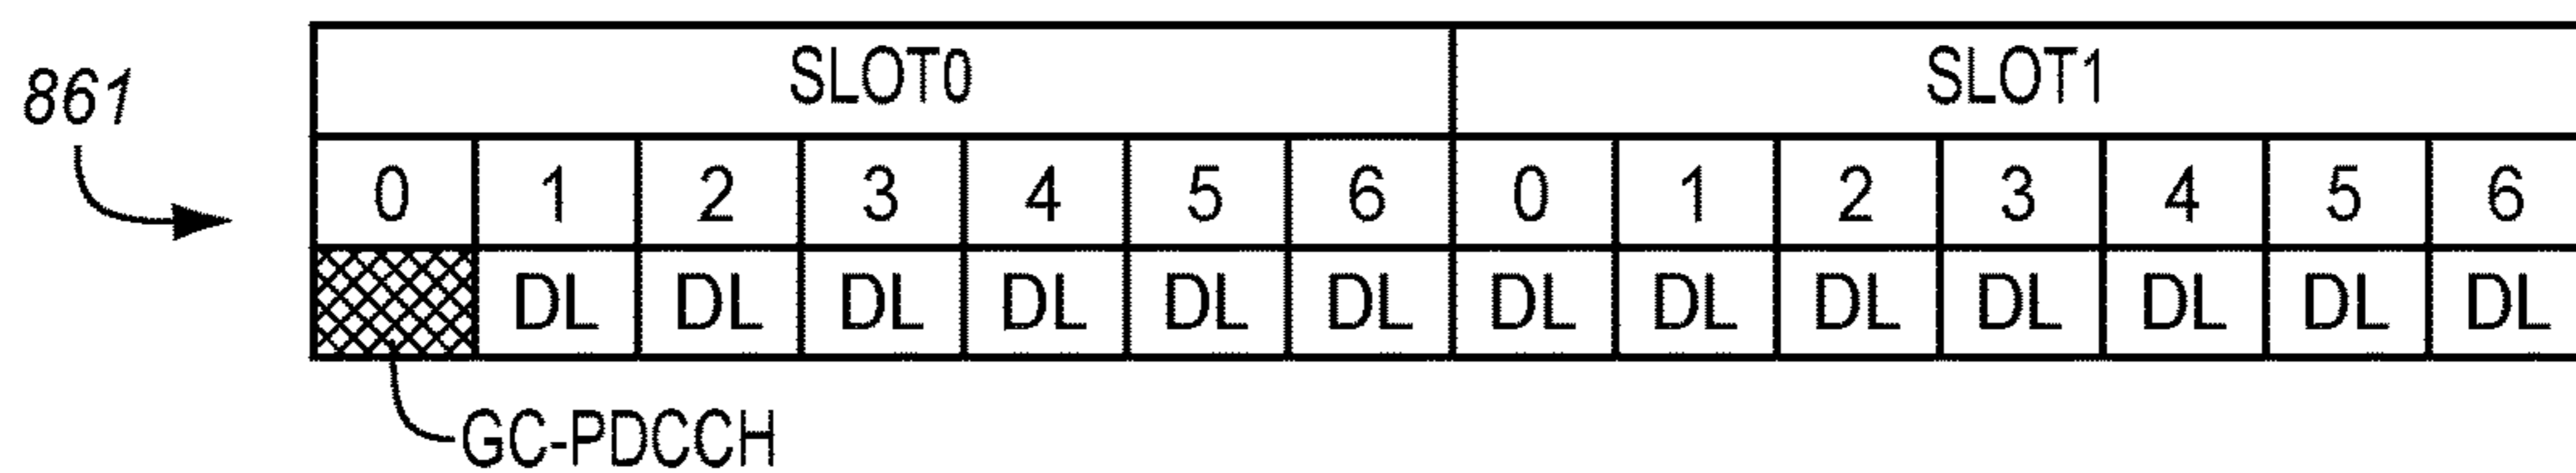 861
SLOT0 SLOT1
0 1 2 3 4 5 6 0 1 2 3 4 5 6
DL DL DL DL DL DL DL DL DL DL DL DL DL
GC-PDCCH